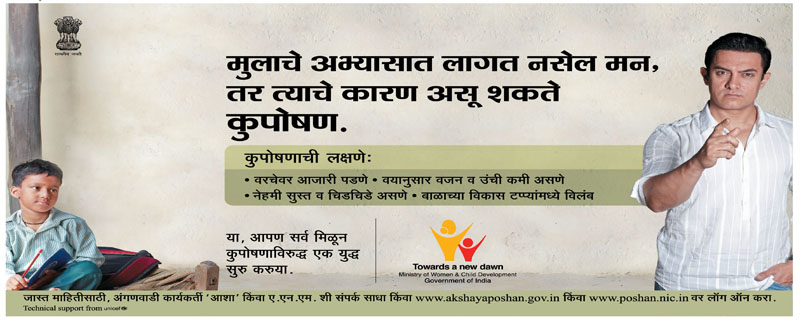 मुलाचे अभ्यासात लागत नसेल मन,
तर त्याचे कारण असू शकते
कुपोषण.
कुपोषणाची लक्षणे:
• वरचेवर आजारी पडणे • वयानुसार वजन व उंची कमी असणे
• नेहमी सुस्त व चिडचिडे असणे • बाळाच्या विकास टप्प्यांमध्ये विलंब
या, आपण सर्व मिळून
कुपोषणाविरुद्ध एक युद्ध
सुरु करुया.
Towards a new dawn
Ministry of Women & Child Development
Government of India
जास्त माहितीसाठी, अंगणवाडी कार्यकर्ती 'आशा' किंवा ए.एन.एम. शी संपर्क साधा किंवा www.akshayaposhan.gov.in किंवा www.poshan.nic.in वर लॉग ऑन करा.
Technical support from unicef